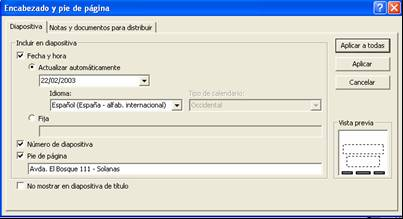 Encabezado y pie de página
Diapositiva
Notas y documentos para distribuir
Incluir en diapositiva
Fecha y hora
Actualizar automáticamente
22/02/2003
Idioma:
Tipo de calendario:
Español (España - alfab. internacional)
Occidental
Fija
Número de diapositiva
Pie de página
Avda. El Bosque 111 - Solanas
No mostrar en diapositiva de título
Aplicar a todas
Aplicar
Cancelar
Vista previa